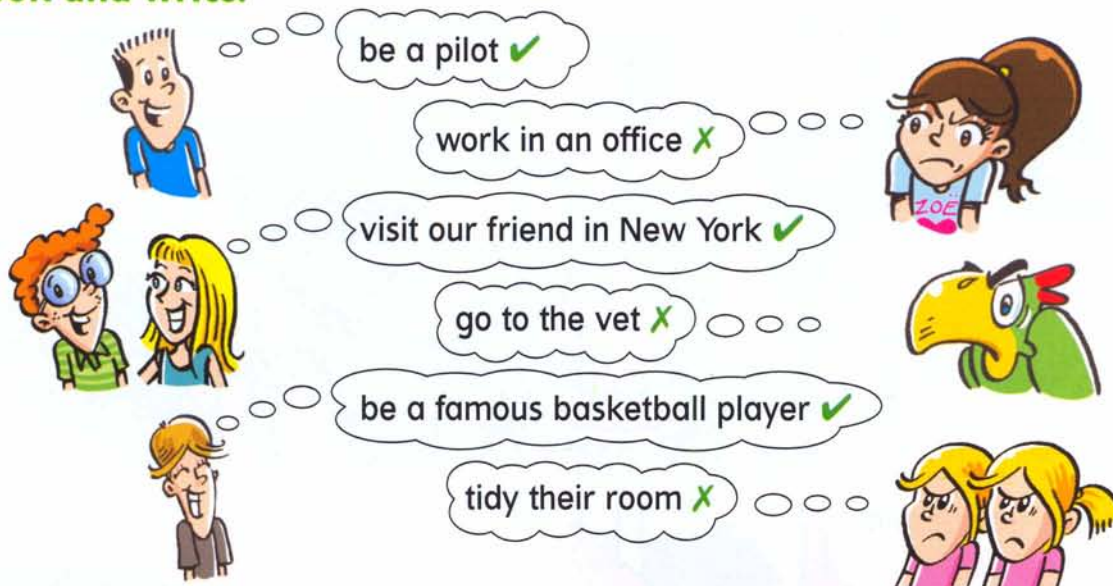 be a pilot ✔
work in an office ✗
ZOE
visit our friend in New York ✔
go to the vet ✗
be a famous basketball player ✔
tidy their room ✗